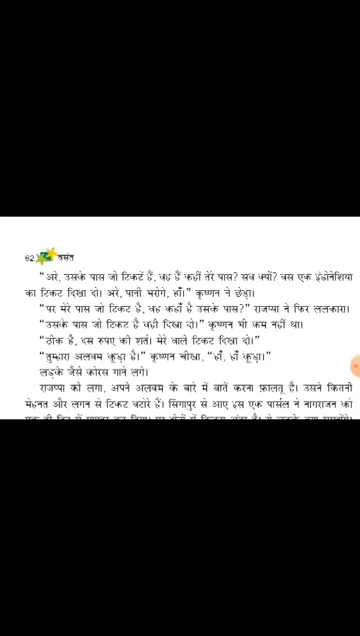 62 वसंत
“अरे, उसके पास जो टिकटें हैं, वह हैं कहीं तेरे पास? सब क्यों? बस एक इंडोनेशिया
का टिकट दिखा दो। अरे, पानी भरोगे, हाँ।” कृष्णन ने छेड़ा।
“पर मेरे पास जो टिकट है, वह कहाँ है उसके पास?” राजप्पा ने फिर ललकारा।
“उसके पास जो टिकट है वही दिखा दो।” कृष्णन भी कम नहीं था।
“ठीक है, दस रुपए की शर्त। मेरे वाले टिकट दिखा दो।”
“तुम्हारा अलबम कूड़ा है।” कृष्णन चीखा, “हाँ, हाँ कूड़ा।”
लड़के जैसे कोरस गाने लगे।
राजप्पा को लगा, अपने अलबम के बारे में बातें करना फ़ालतू है। उसने कितनी
मेहनत और लगन से टिकट बटोरे हैं। सिंगापुर से आए इस एक पार्सल ने नागराजन को